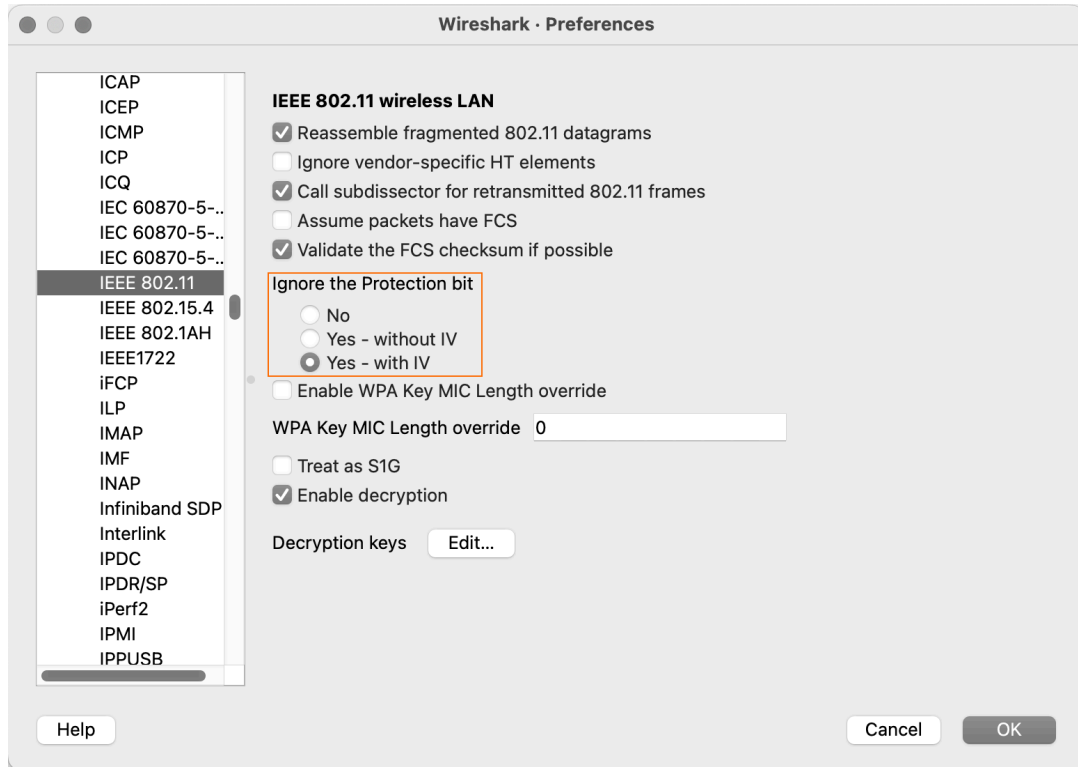 Wireshark · Preferences
ICAP
ICEP
ICMP
ICP
ICQ
IEC 60870-5-..
IEC 60870-5-..
IEC 60870-5-..
IEEE 802.11
IEEE 802.15.4
IEEE 802.1AH
IEEE1722
iFCP
ILP
IMAP
IMF
INAP
Infiniband SDP
Interlink
IPDC
IPDR/SP
iPerf2
IPMI
IPPUSB
IEEE 802.11 wireless LAN
Reassemble fragmented 802.11 datagrams
Ignore vendor-specific HT elements
Call subdissector for retransmitted 802.11 frames
Assume packets have FCS
Validate the FCS checksum if possible
Ignore the Protection bit
No
Yes - without IV
Yes - with IV
Enable WPA Key MIC Length override
WPA Key MIC Length override 0
Treat as S1G
Enable decryption
Decryption keys Edit...
Help Cancel OK